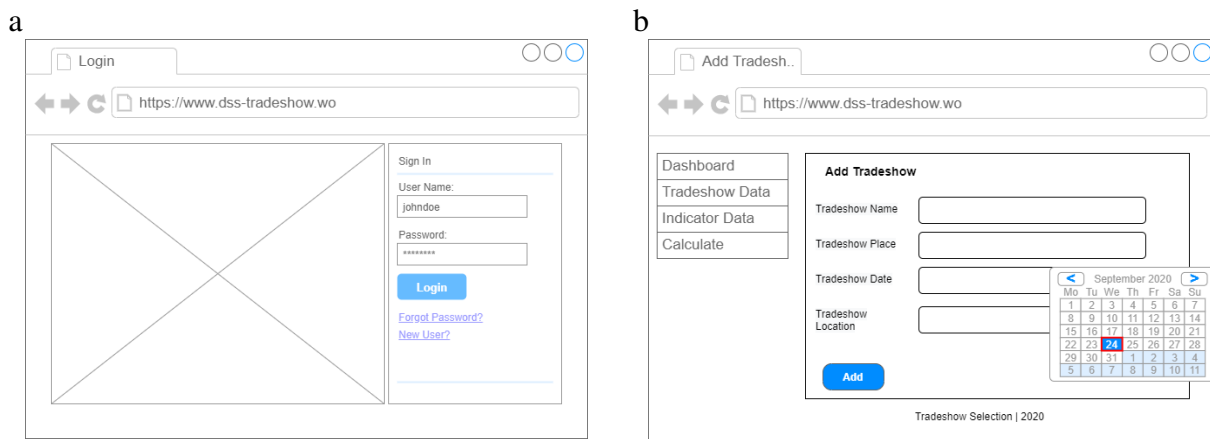 a
Login
https://www.dss-tradeshow.wo
Sign In
User Name:
johndoe
Password:
********
Login
Forgot Password?
New User?
b
Add Tradesh..
https://www.dss-tradeshow.wo
Dashboard
Tradeshow Data
Indicator Data
Calculate
Add Tradeshow
Tradeshow Name
Tradeshow Place
Tradeshow Date
Tradeshow
Location
< September 2020 >
Mo Tu We Th Fr Sa Su
1 2 3 4 5 6 7
8 9 10 11 12 13 14
15 16 17 18 19 20 21
22 23 24 25 26 27 28
29 30 31 1 2 3 4
5 6 7 8 9 10 11
Add
Tradeshow Selection | 2020